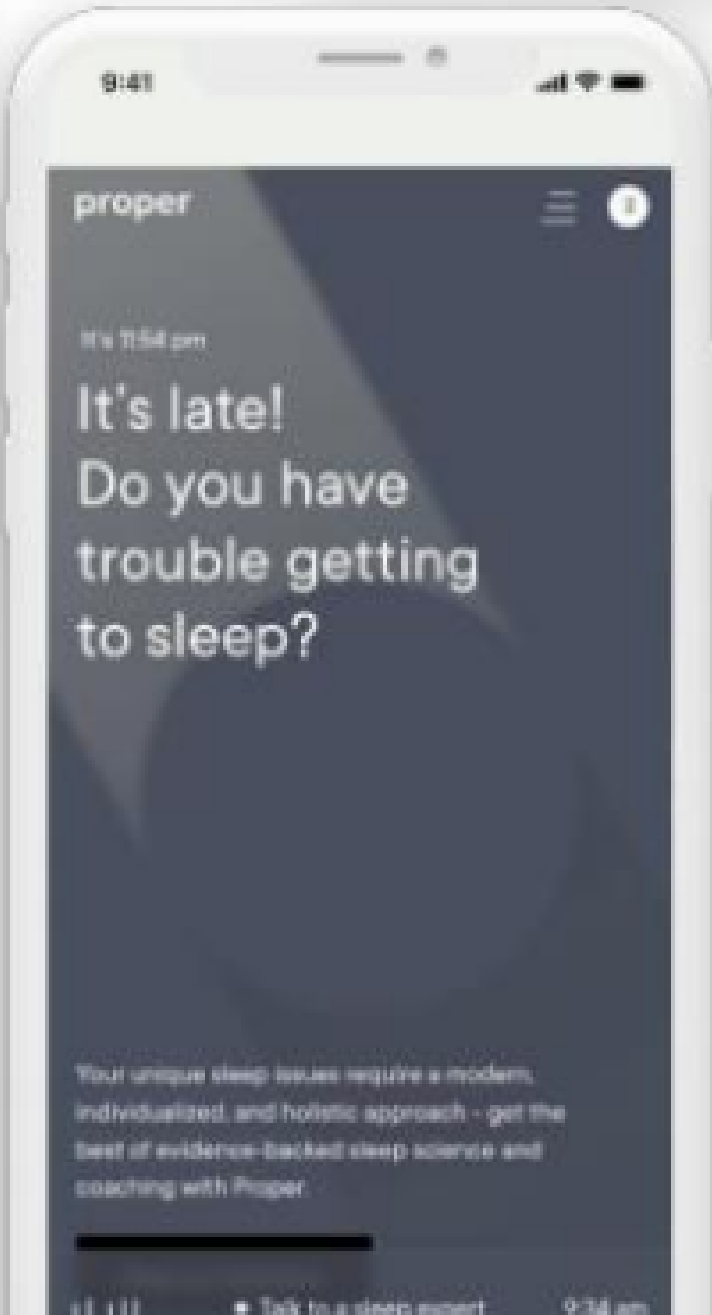 9:41
proper
It's 11:54 pm
It's late!
Do you have
trouble getting
to sleep?
Your unique sleep issues require a modern,
individualized, and holistic approach - get the
best of evidence-backed sleep science and
coaching with Proper.
Talk to a sleep expert 9:34 am